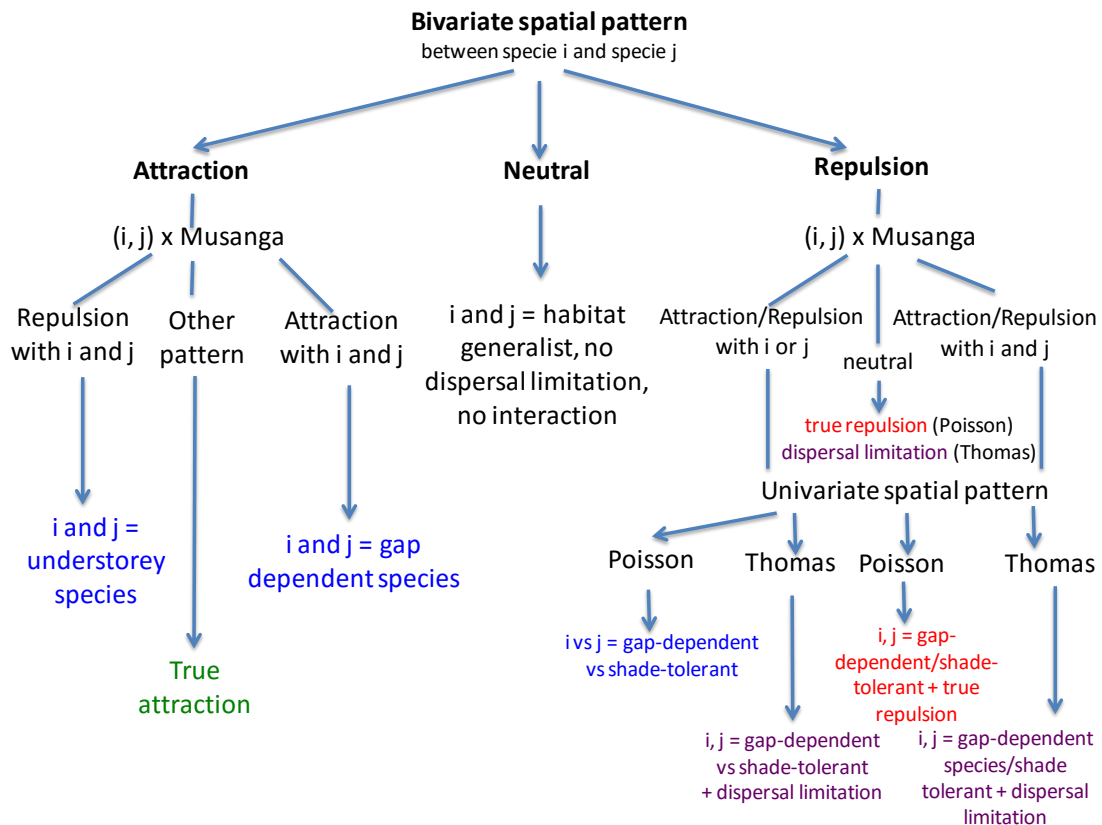 Bivariate spatial pattern
between specie i and specie j
Attraction
Neutral
Repulsion
(i, j) x Musanga
(i, j) x Musanga
Repulsion
with i and j
Other
pattern
Attraction
with i and j
i and j = habitat
generalist, no
dispersal limitation,
no interaction
Attraction/Repulsion
with i or j
neutral
Attraction/Repulsion
with i and j
true repulsion (Poisson)
dispersal limitation (Thomas)
Univariate spatial pattern
i and j =
understorey
species
i and j = gap
dependent species
Poisson
Thomas
Poisson
Thomas
True
attraction
i vs j = gap-dependent
vs shade-tolerant
i, j = gap-
dependent/shade-
tolerant + true
repulsion
i, j = gap-dependent
vs shade-tolerant
+ dispersal limitation
i, j = gap-dependent
species/shade
tolerant + dispersal
limitation